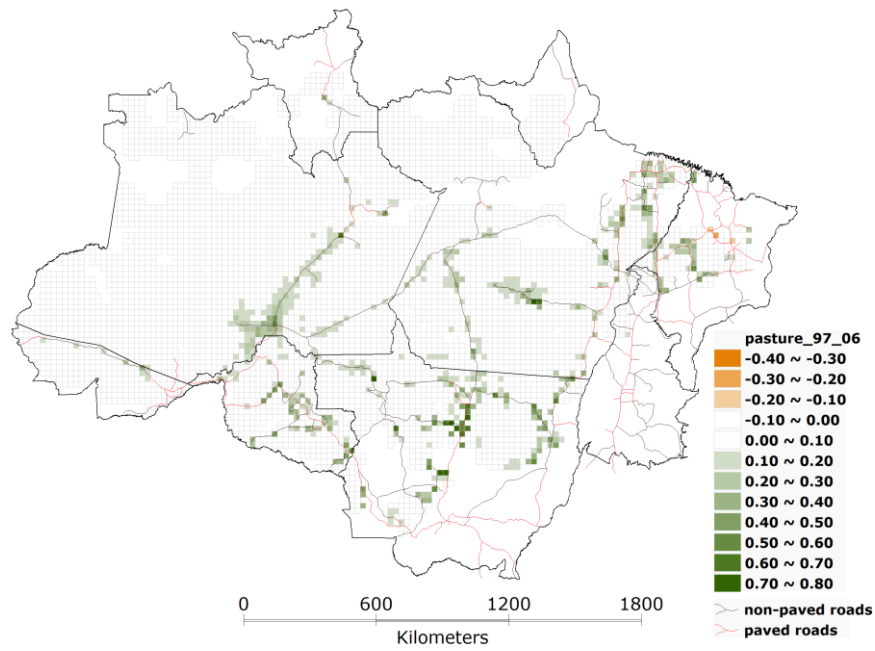 pasture_97_06
-0.40 ~ -0.30
-0.30 ~ -0.20
-0.20 ~ -0.10
-0.10 ~ 0.00
0.00 ~ 0.10
0.10 ~ 0.20
0.20 ~ 0.30
0.30 ~ 0.40
0.40 ~ 0.50
0.50 ~ 0.60
0.60 ~ 0.70
0.70 ~ 0.80
non-paved roads
paved roads
0 600 1200 1800
Kilometers